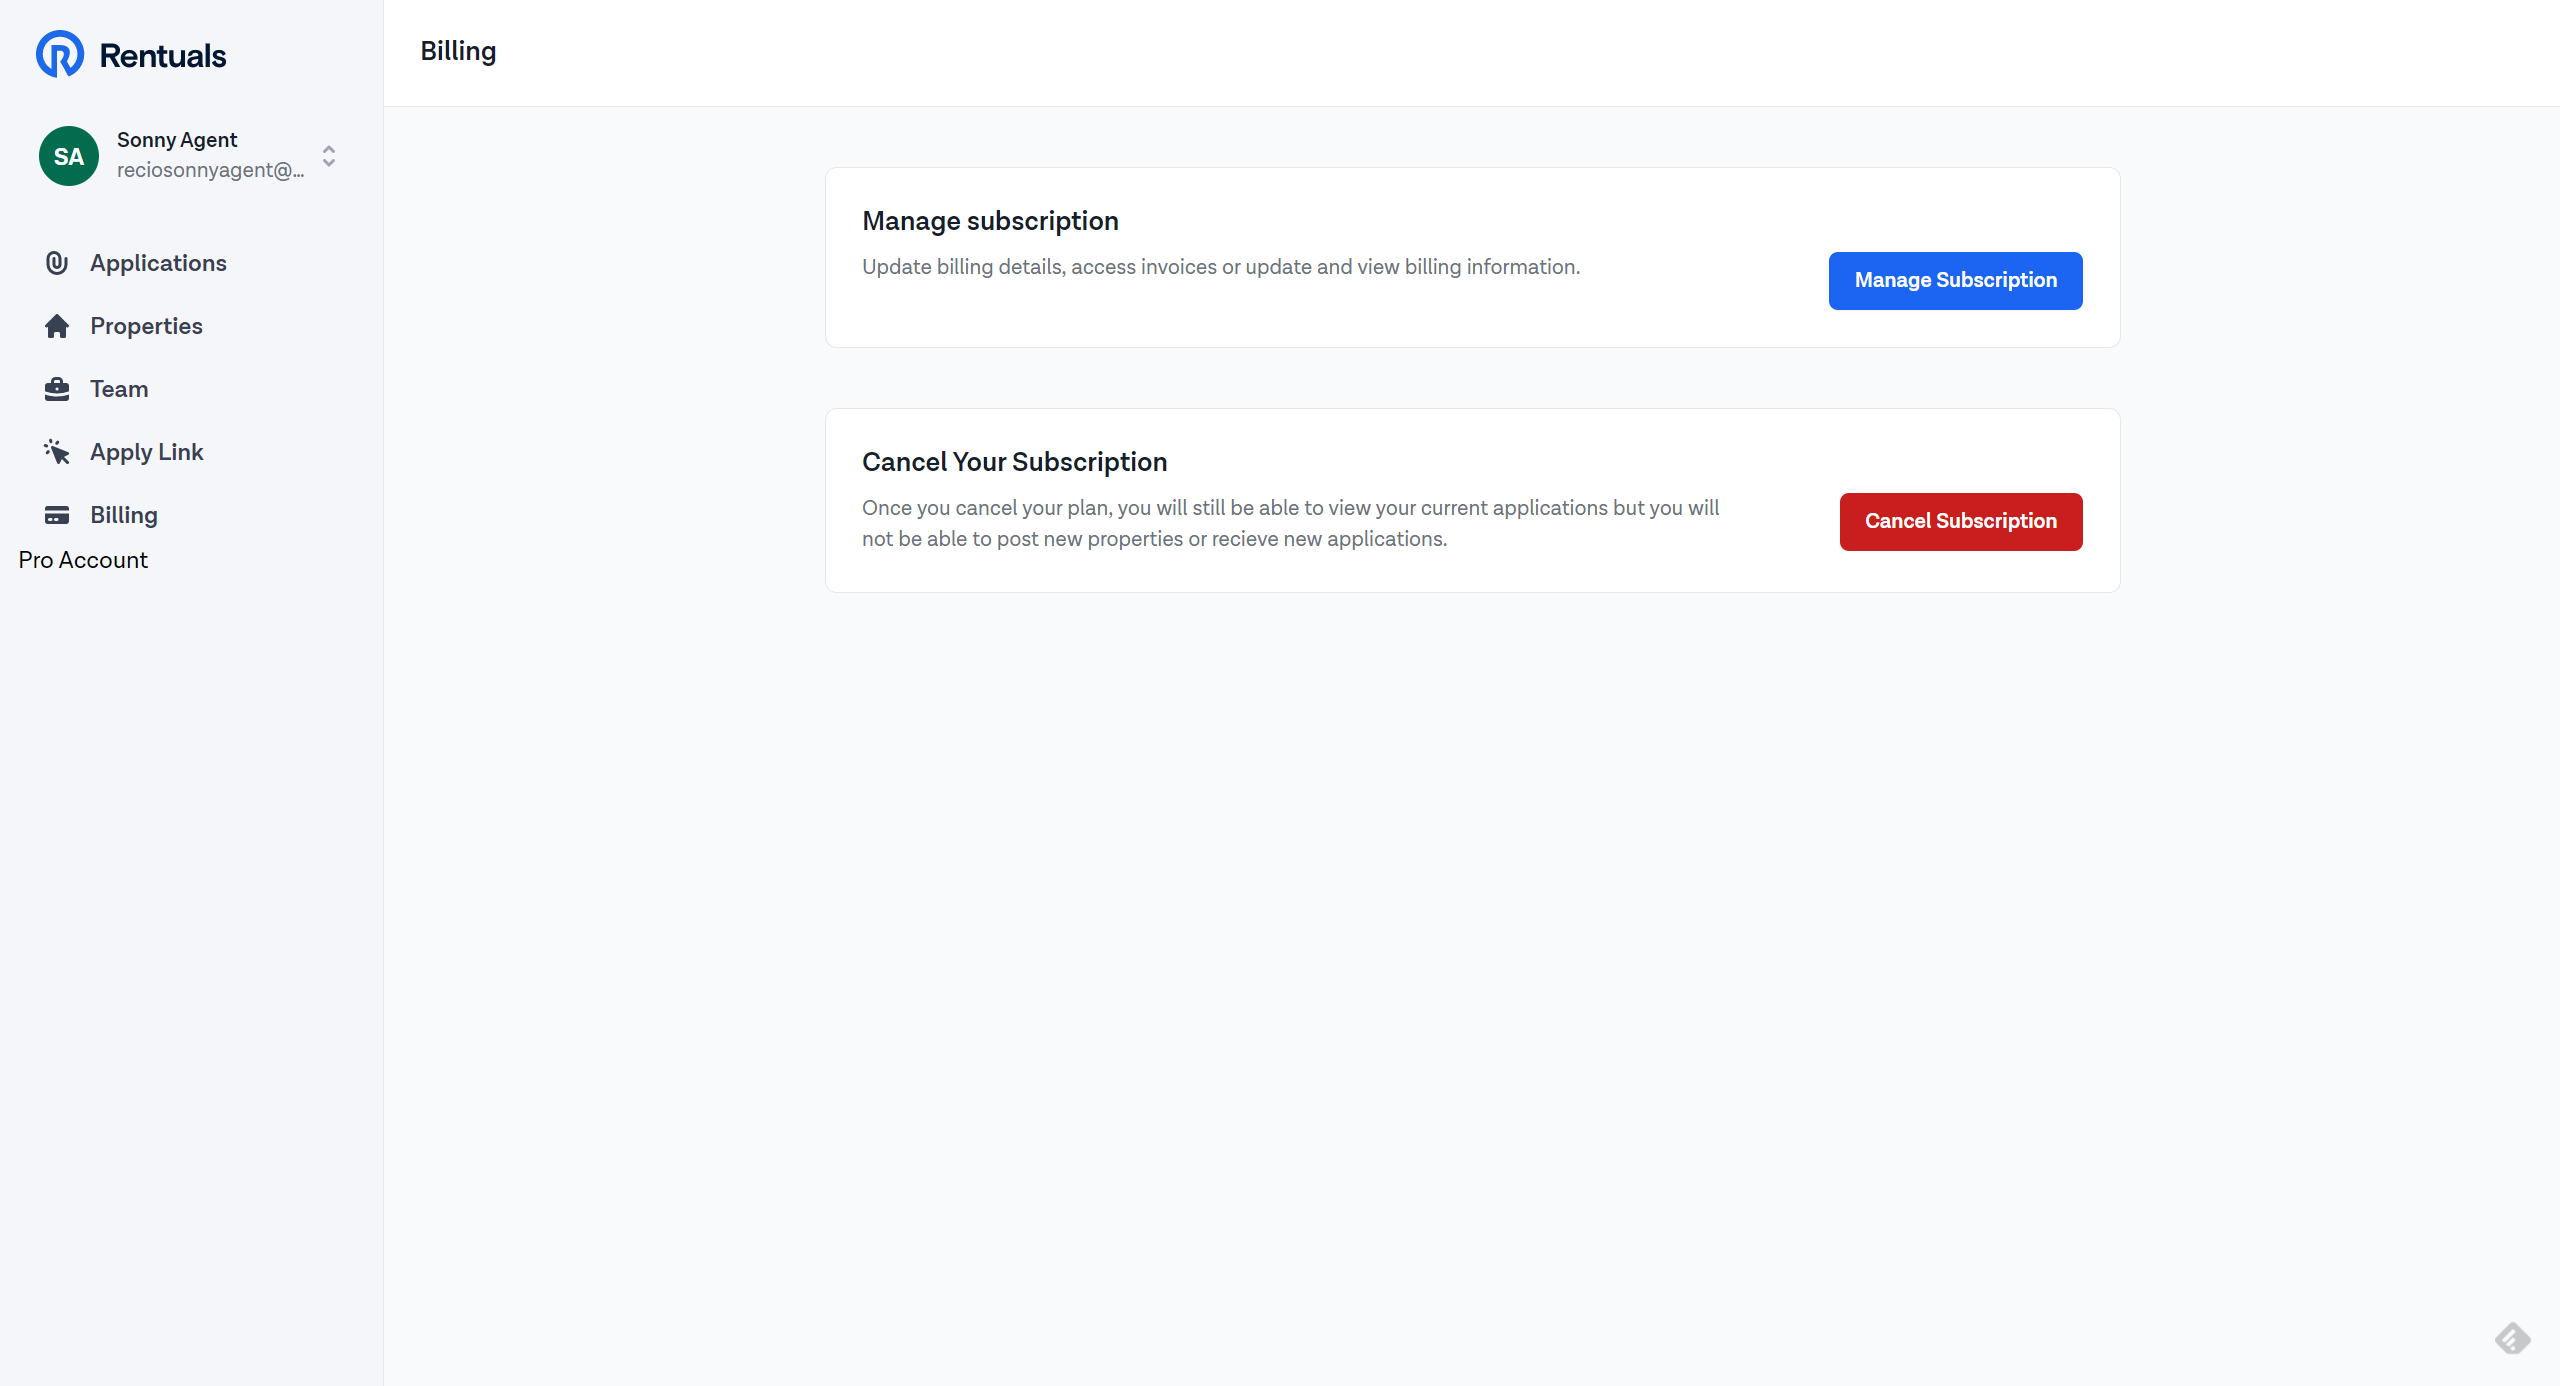 Rentuals
SA
Sonny Agent
reciosonnyagent@...
Applications
Properties
Team
Apply Link
Billing
Pro Account
Billing
Manage subscription
Update billing details, access invoices or update and view billing information.
Manage Subscription
Cancel Your Subscription
Once you cancel your plan, you will still be able to view your current applications but you will
not be able to post new properties or recieve new applications.
Cancel Subscription